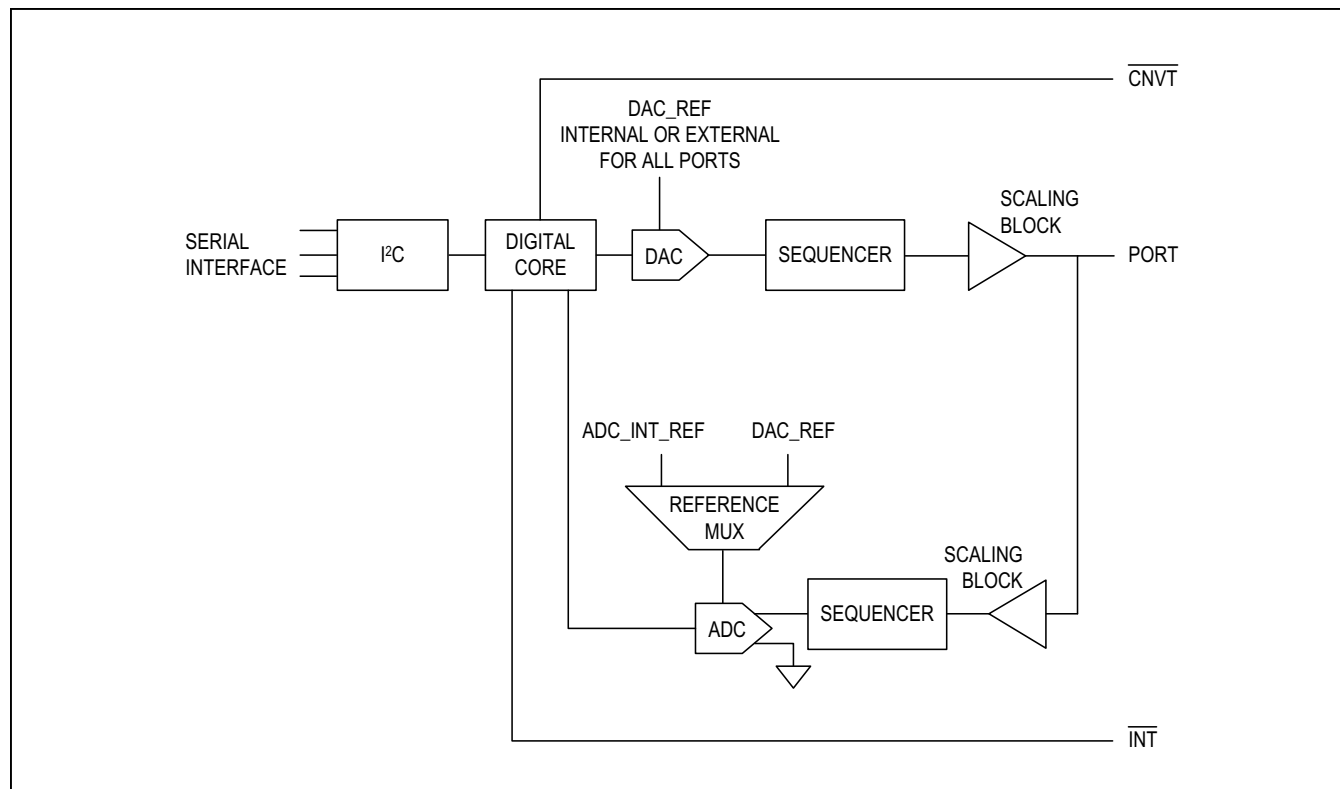 CNVT
DAC_REF
INTERNAL OR EXTERNAL
FOR ALL PORTS
SCALING
BLOCK
SERIAL
INTERFACE
I²C
DIGITAL
CORE
DAC
SEQUENCER
PORT
ADC_INT_REF
DAC_REF
REFERENCE
MUX
SCALING
BLOCK
ADC
SEQUENCER
INT